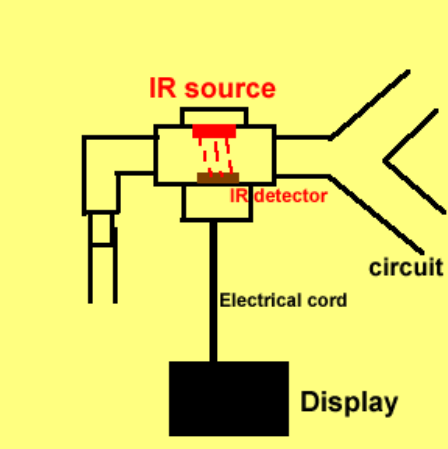 IR source
IR detector
circuit
Electrical cord
Display